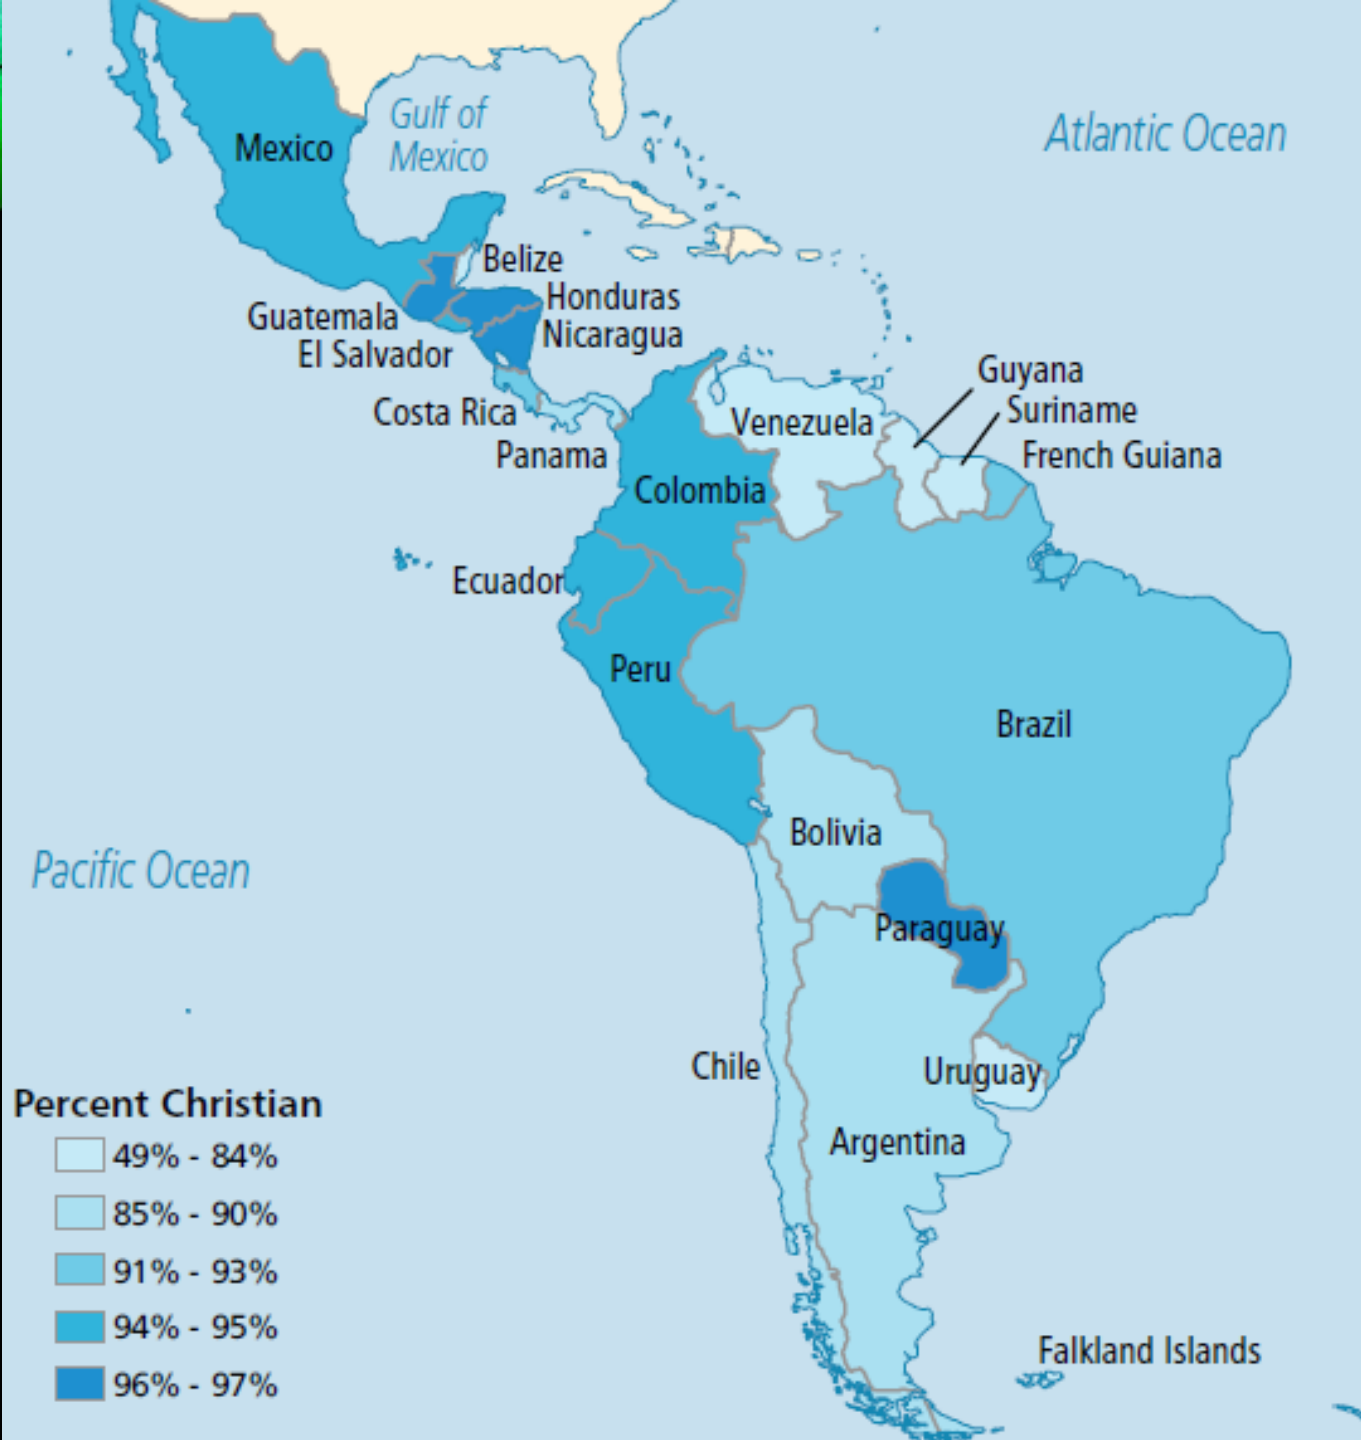 Gulf of
Mexico
Atlantic Ocean
Mexico
Belize
Honduras
Guatemala
Nicaragua
El Salvador
Guyana
Suriname
Costa Rica
Venezuela
French Guiana
Panama
Colombia
Ecuador
Peru
Brazil
Bolivia
Pacific Ocean
Paraguay
Chile
Uruguay
Argentina
Percent Christian
49% - 84%
85% - 90%
91% - 93%
94% - 95%
96% - 97%
Falkland Islands